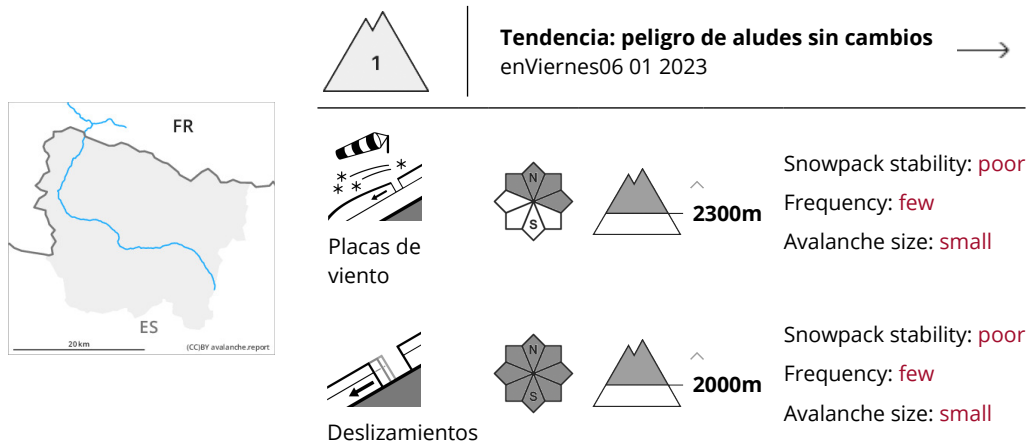 1
Tendencia: peligro de aludes sin cambios
enViernes06 01 2023
FR
ES
20 km
(CC)BY avalanche.report
N
S
2300m
Placas de
viento
Snowpack stability: poor
Frequency: few
Avalanche size: small
N
S
2000m
Deslizamientos
Snowpack stability: poor
Frequency: few
Avalanche size: small